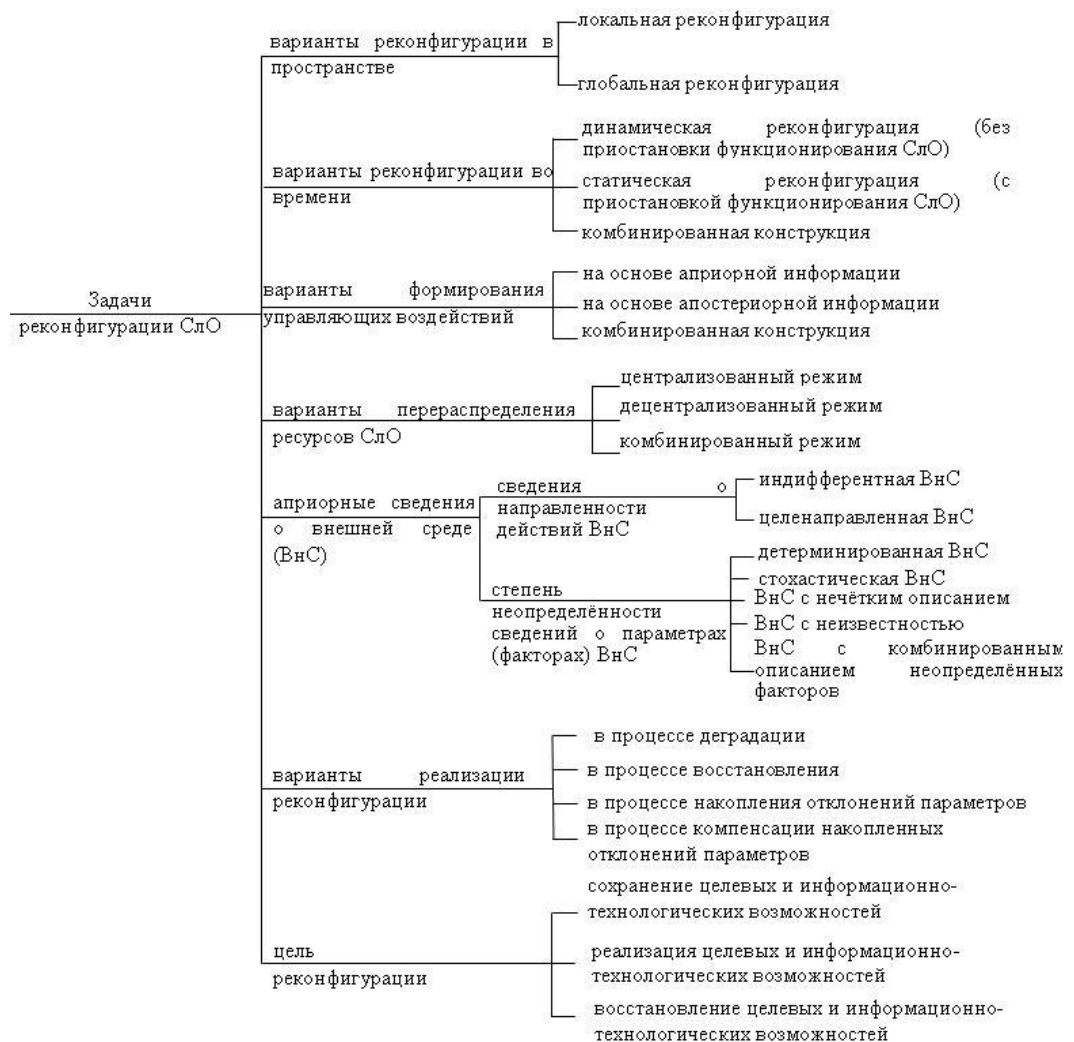 локальная реконфигурация
варианты реконфигурации в
пространстве
глобальная реконфигурация
динамическая реконфигурация (без
приостановки функционирования СлО)
варианты реконфигурации во
времени
статическая реконфигурация (с
приостановкой функционирования СлО)
комбинированная конструкция
Задачи
реконфигурации СлО
варианты формирования
управляющих воздействий
на основе априорной информации
на основе апостериорной информации
комбинированная конструкция
варианты перераспределения
ресурсов СлО
централизованный режим
децентрализованный режим
комбинированный режим
априорные сведения
о внешней среде
(ВнС)
сведения о
направленности
действий ВнС
индифферентная ВнС
целенаправленная ВнС
степень
неопределённости
сведений о параметрах
(факторах) ВнС
детерминированная ВнС
стохастическая ВнС
ВнС с нечётким описанием
ВнС с неизвестностью
ВнС с комбинированным
описанием неопределённых
факторов
варианты реализации
реконфигурации
в процессе деградации
в процессе восстановления
в процессе накопления отклонений параметров
в процессе компенсации накопленных
отклонений параметров
цель
реконфигурации
сохранение целевых и информационно-
технологических возможностей
реализация целевых и информационно-
технологических возможностей
восстановление целевых и информационно-
технологических возможностей